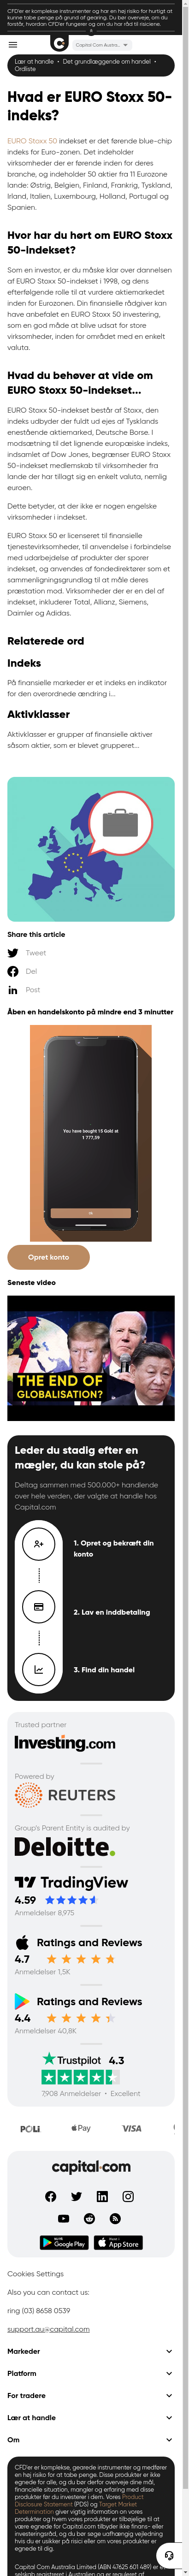 CFD'er er komplekse instrumenter og har en høj risiko for hurtigt at kunne tabe penge på grund af gearing. Du bør overveje, om du forstår, hvordan CFD'er fungerer og om du har råd til risiciene.
Capital Com Austra...
Lær at handle • Det grundlæggende om handel •
Ordliste
Hvad er EURO Stoxx 50-
indeks?
EURO Stoxx 50 indekset er det førende blue-chip
indeks for Euro-zonen. Det indeholder
virksomheder der er førende inden for deres
branche, og indeholder 50 aktier fra 11 Eurozone
lande: Østrig, Belgien, Finland, Frankrig, Tyskland,
Irland, Italien, Luxembourg, Holland, Portugal og
Spanien.
Hvor har du hørt om EURO Stoxx
50-indekset?
Som en investor, er du måske klar over dannelsen
af EURO Stoxx 50-indekset i 1998, og dens
efterfølgende rolle der vil vurdere aktiemarkedet
inden for Eurozonen. Din finansielle rådgiver kan
have anbefalet en EURO Stoxx 50 investering,
som en god måde at blive udsat for store
virksomheder, inden for området med en enkelt
valuta.
Hvad du behøver at vide om
EURO Stoxx 50-indekset...
EURO Stoxx 50-indekset består af Stoxx, andre
indeks udbyder der fuldt ud ejes af Tysklands
enestående aktiemarked, Deutsche Borse. I
modsætning til det lignende europæiske indeks,
indsamlet af Dow Jones, begrænser EURO Stoxx
50-indekset medlemskab til virksomheder fra
lande der har tilsagt sig en enkelt valuta, nemlig
euroen.
Dette betyder, at der ikke er nogen engelske
virksomheder i indekset.
EURO Stoxx 50 er licenseret til finansielle
tjenestevirksomheder, til anvendelse i forbindelse
med udvælgelse af produkter der sporer
indekset, og anvendes af fondedirektører som et
sammenligningsgrundlag til at måle deres
præstation mod. Virksomheder der er en del af
indekset, inkluderer Total, Allianz, Siemens,
Daimler og Adidas.
Relaterede ord
Indeks
På finansielle markeder er et indeks en indikator
for den overordnede ændring i...
Aktivklasser
Aktivklasser er grupper af finansielle aktiver
såsom aktier, som er blevet grupperet...
Share this article
Tweet
Del
Post
Åben en handelskonto på mindre end 3 minutter
You have bought 15 Gold at
1 777,59
Opret konto
Seneste video
THE END OF
GLOBALISATION?
Leder du stadig efter en
mægler, du kan stole på?
Deltag sammen med 500.000+ handlende
over hele verden, der valgte at handle hos
Capital.com
1. Opret og bekræft din
konto
2. Lav en inddbetaling
3. Find din handel
Trusted partner
Investing.com
Powered by
REUTERS
Group's Parent Entity is audited by
Deloitte.
TradingView
4.59
Anmeldelser 8,975
Ratings and Reviews
4.7
Anmeldelser 1,5K
Ratings and Reviews
4.4
Anmeldelser 40,8K
Trustpilot 4.3
7,908 Anmeldelser • Excellent
POLi
Pay
VISA
capital.com
Google Play
App Store
Cookies Settings
Also you can contact us:
ring (03) 8658 0539
support.au@capital.com
Markeder
Platform
For tradere
Lær at handle
Om
CFD'er er komplekse, gearede instrumenter og medfører
en høj risiko for at tabe penge. Disse produkter er ikke
egnede for alle, og du bør derfor overveje dine mål,
finansielle situation, erfaring og behov samt risici i disse
produkter før du investerer i dem. Vores Product
Disclosure Statement (PDS) og Target Market
Determination giver vigtig information om vores
produkter og kan hjælpe dig med at vurdere, om de er
egnede for dig. Capital.com tilbyder ikke finans- eller
investeringsrådgivning, og du bør søge uafhængig vejledning
om du er usikker på risici eller om vores produkter er
egnede til dig.
Capital Com Australia Limited (ABN 47625 601 489) er et